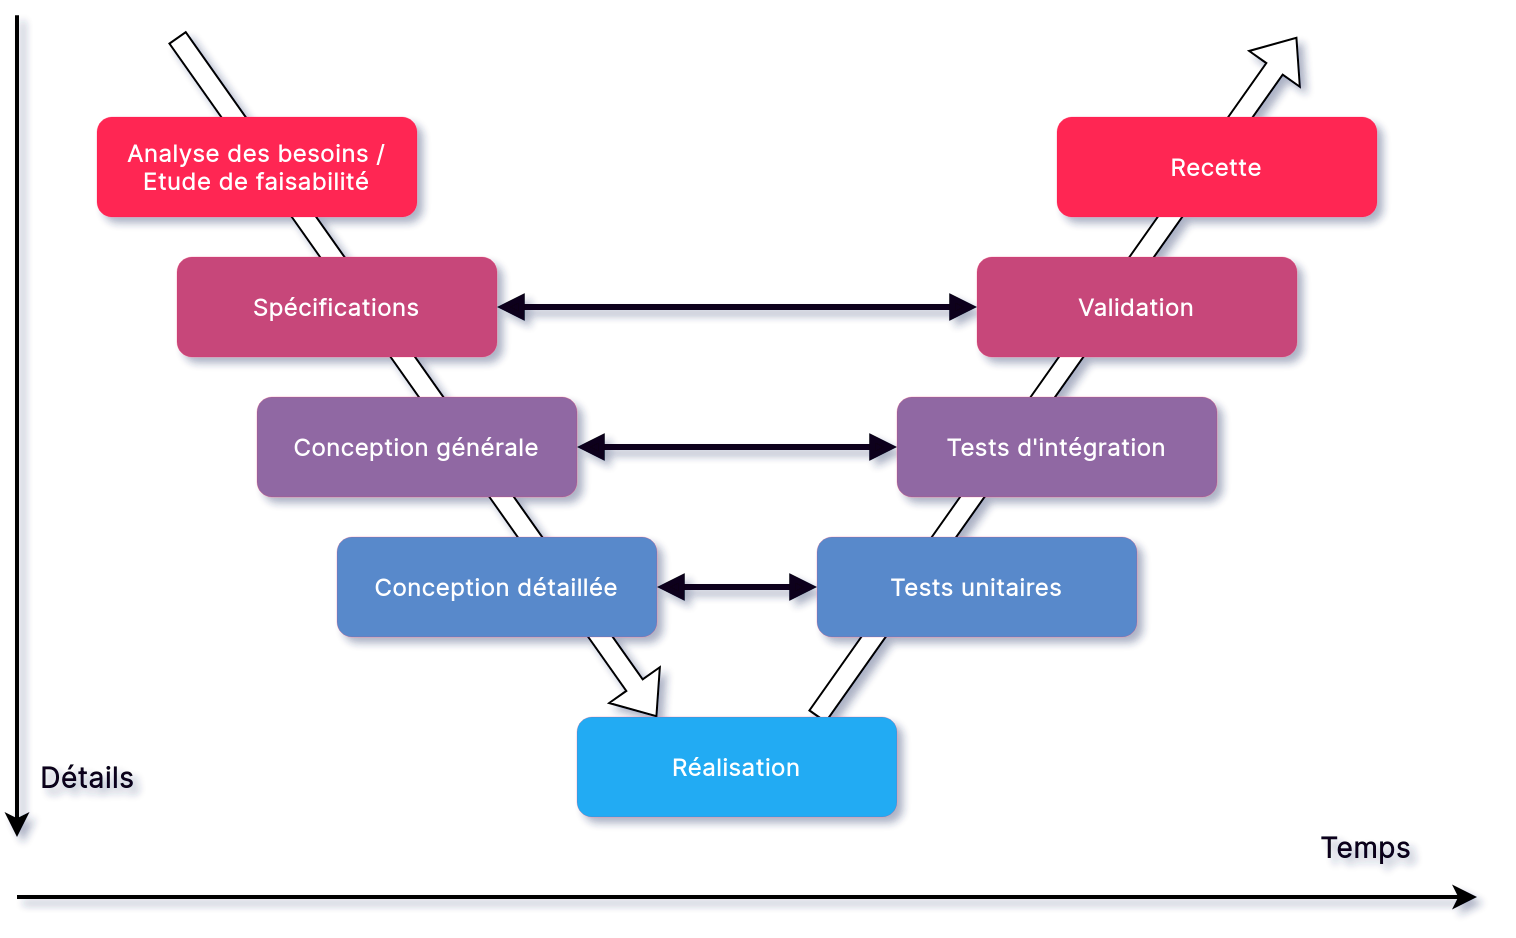 Analyse des besoins /
Etude de faisabilité
Recette
Spécifications
Validation
Conception générale
Tests d'intégration
Conception détaillée
Tests unitaires
Réalisation
Détails
Temps